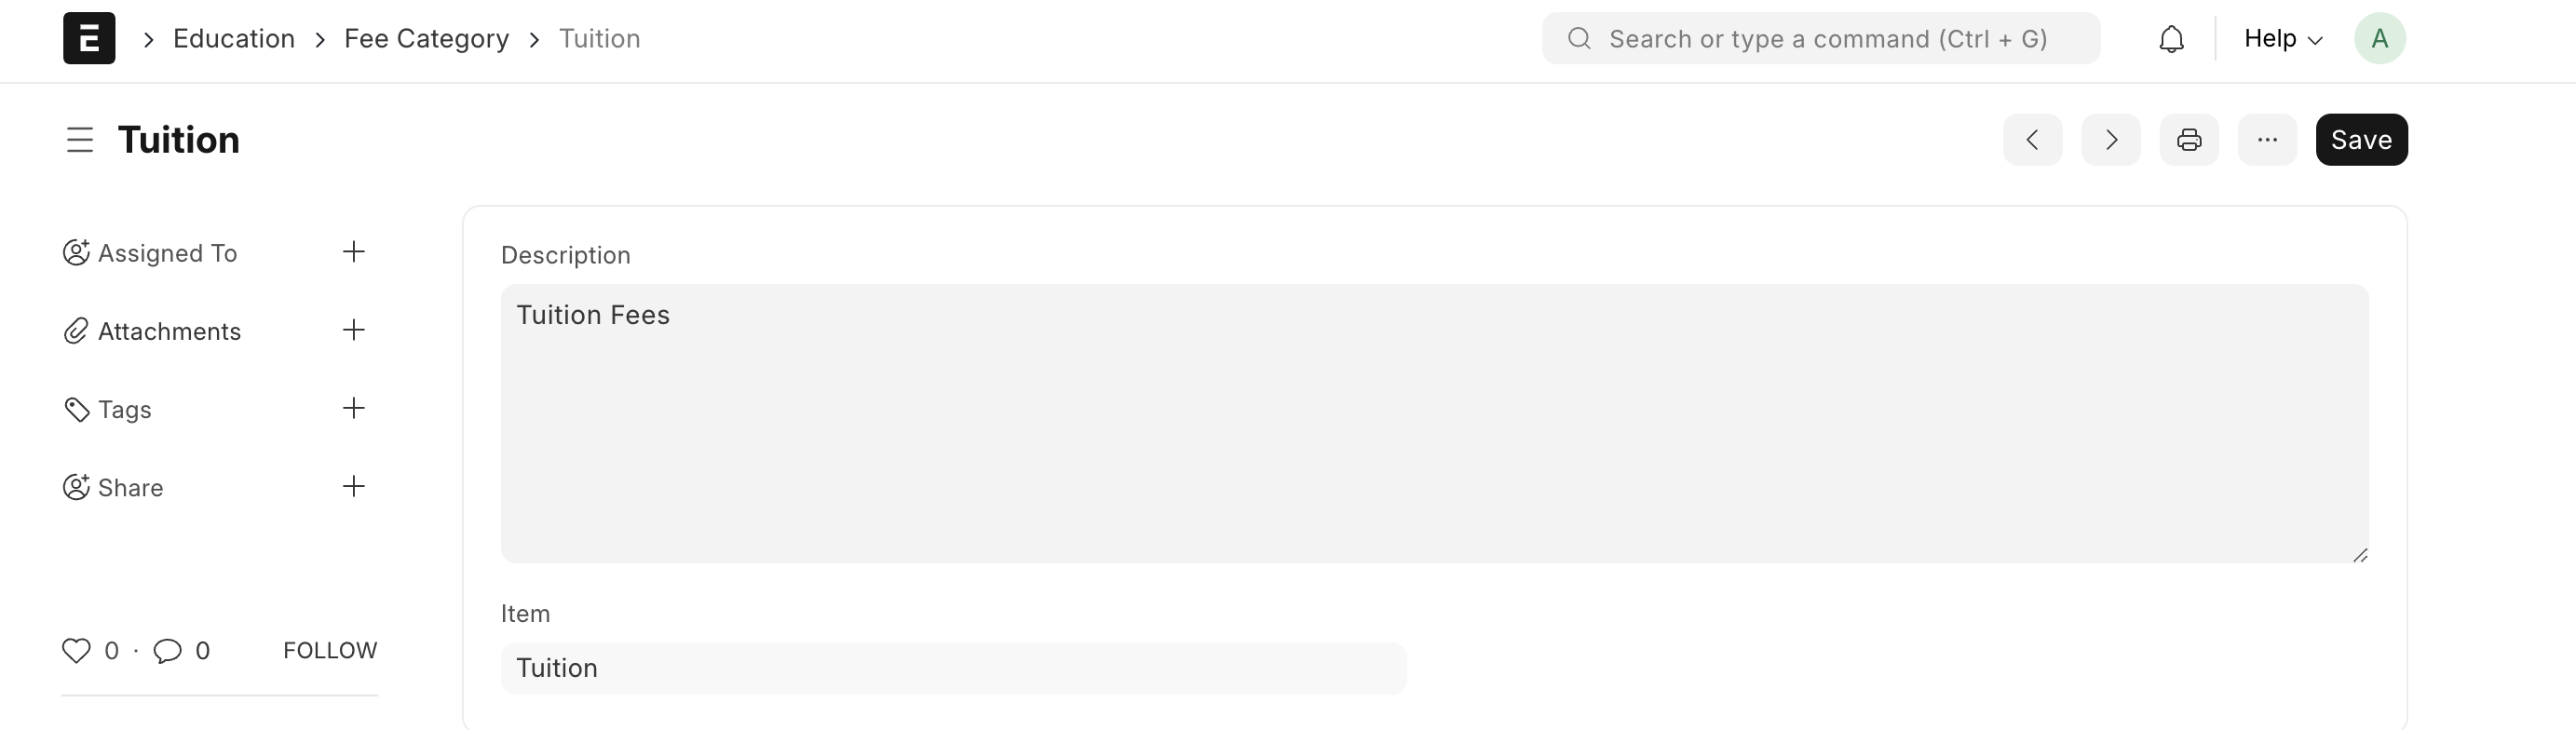 E
Education
Fee Category
Tuition
Search or type a command (Ctrl + G)
Help
A
Tuition
Save
Assigned To
Attachments
Tags
Share
0 · 0 FOLLOW
Description
Tuition Fees
Item
Tuition